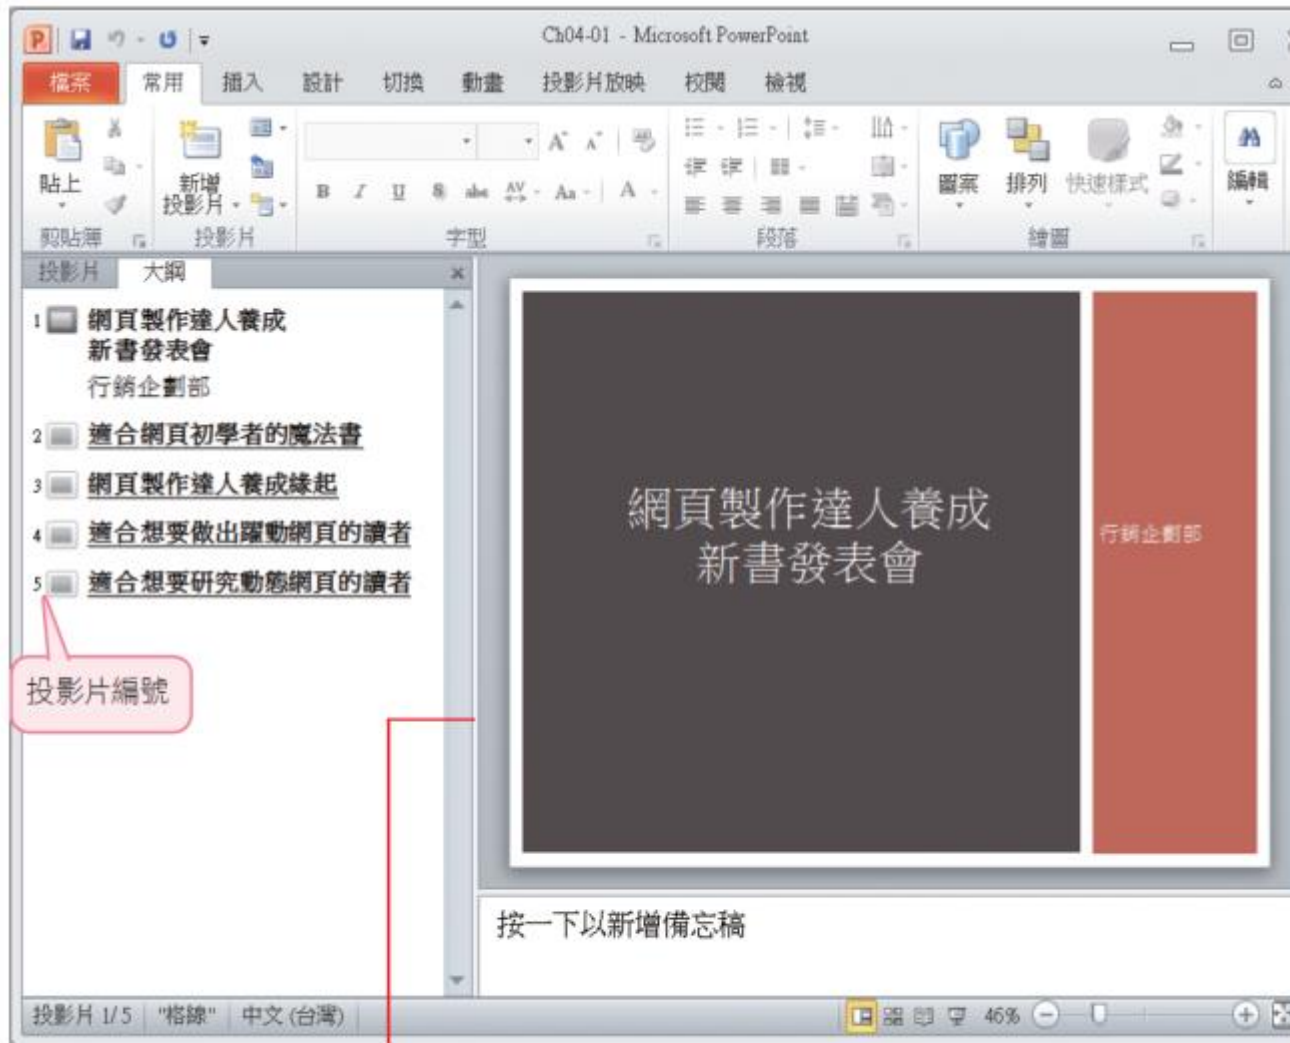 Ch04-01 - Microsoft PowerPoint
檔案 常用 插入 設計 切換 動畫 投影片放映 校閱 檢視
貼上
新增
投影片
B I U S abc AV Aa A
圖案 排列 快速樣式 編輯
剪貼簿 投影片 字型 段落 繪圖
投影片 大綱
1 網頁製作達人養成
新書發表會
行銷企劃部
2 適合網頁初學者的魔法書
3 網頁製作達人養成緣起
4 適合想要做出躍動網頁的讀者
5 適合想要研究動態網頁的讀者
投影片編號
網頁製作達人養成
新書發表會
行銷企劃部
按一下以新增備忘稿
投影片 1/5 "格線" 中文 (台灣) 46%